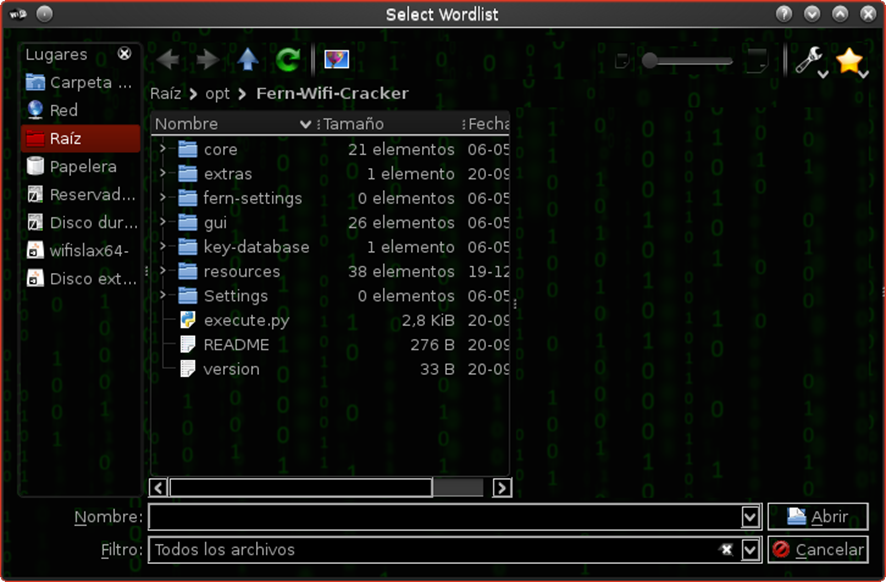 Select Wordlist
Lugares
Carpeta ...
Red
Raíz
Papelera
Reservad...
Disco dur...
wifislax64-
Disco ext...
Raíz > opt > Fern-Wifi-Cracker
Nombre Tamaño Fecha
core 21 elementos 06-05
extras 1 elemento 20-09
fern-settings 0 elementos 06-05
gui 26 elementos 06-05
key-database 1 elemento 06-05
resources 38 elementos 19-12
Settings 0 elementos 06-05
execute.py 2,8 KiB 20-09
README 276 B 20-09
version 33 B 20-09
Nombre: Abrir
Filtro: Todos los archivos Cancelar